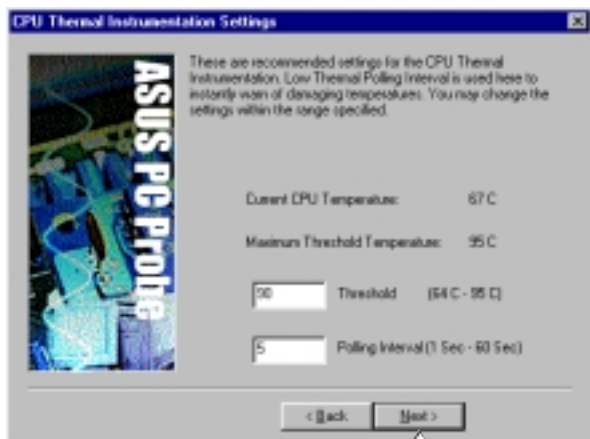 CPU Thermal Instrumentation Settings
ASUS PC Probe
These are recommended settings for the CPU Thermal
Instrumentation. Low Thermal Polling Interval is used here to
instantly warn of damaging temperatures. You may change the
settings within the range specified.
Current CPU Temperature: 67 C
Maximum Threshold Temperature: 95 C
90 Threshold (64 C - 95 C)
5 Polling Interval (1 Sec - 60 Sec)
< Back Next >